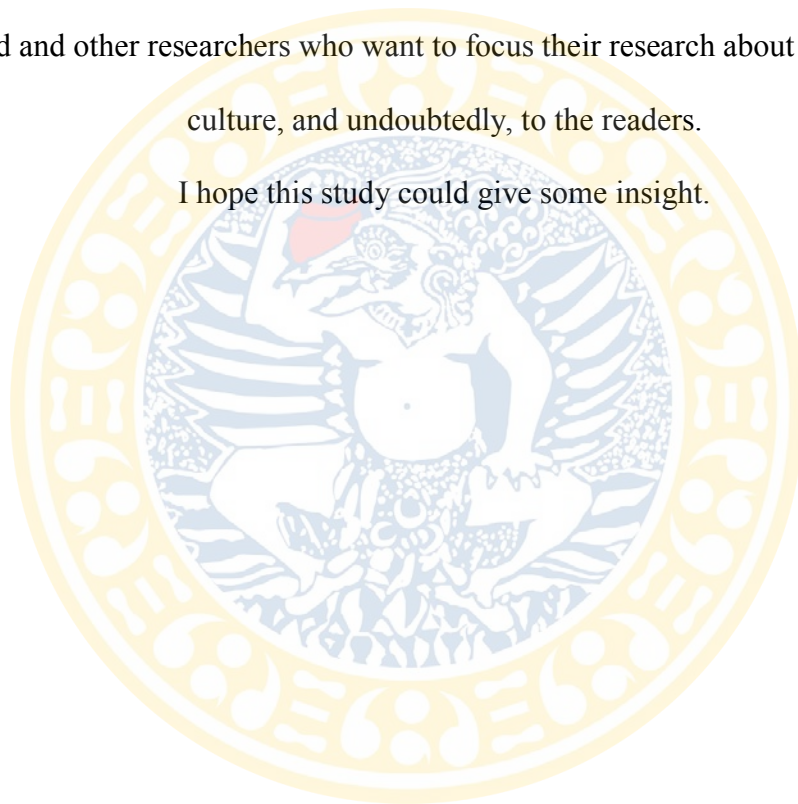 and other researchers who want to focus their research about
culture, and undoubtedly, to the readers.
I hope this study could give some insight.